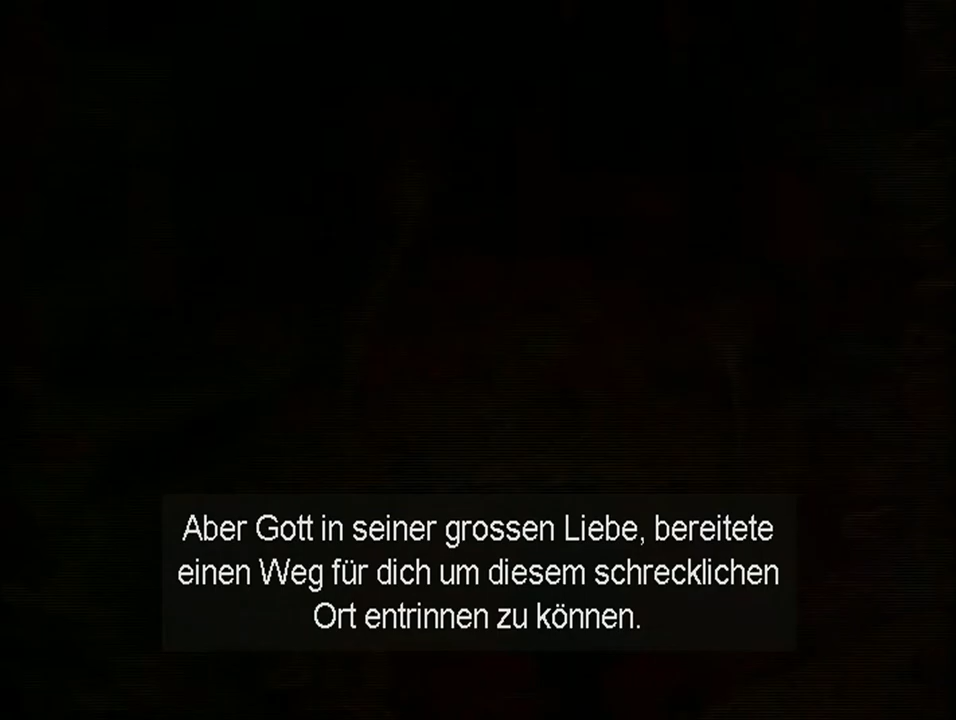 Aber Gott in seiner grossen Liebe, bereitete
einen Weg für dich um diesem schrecklichen
Ort entrinnen zu können.